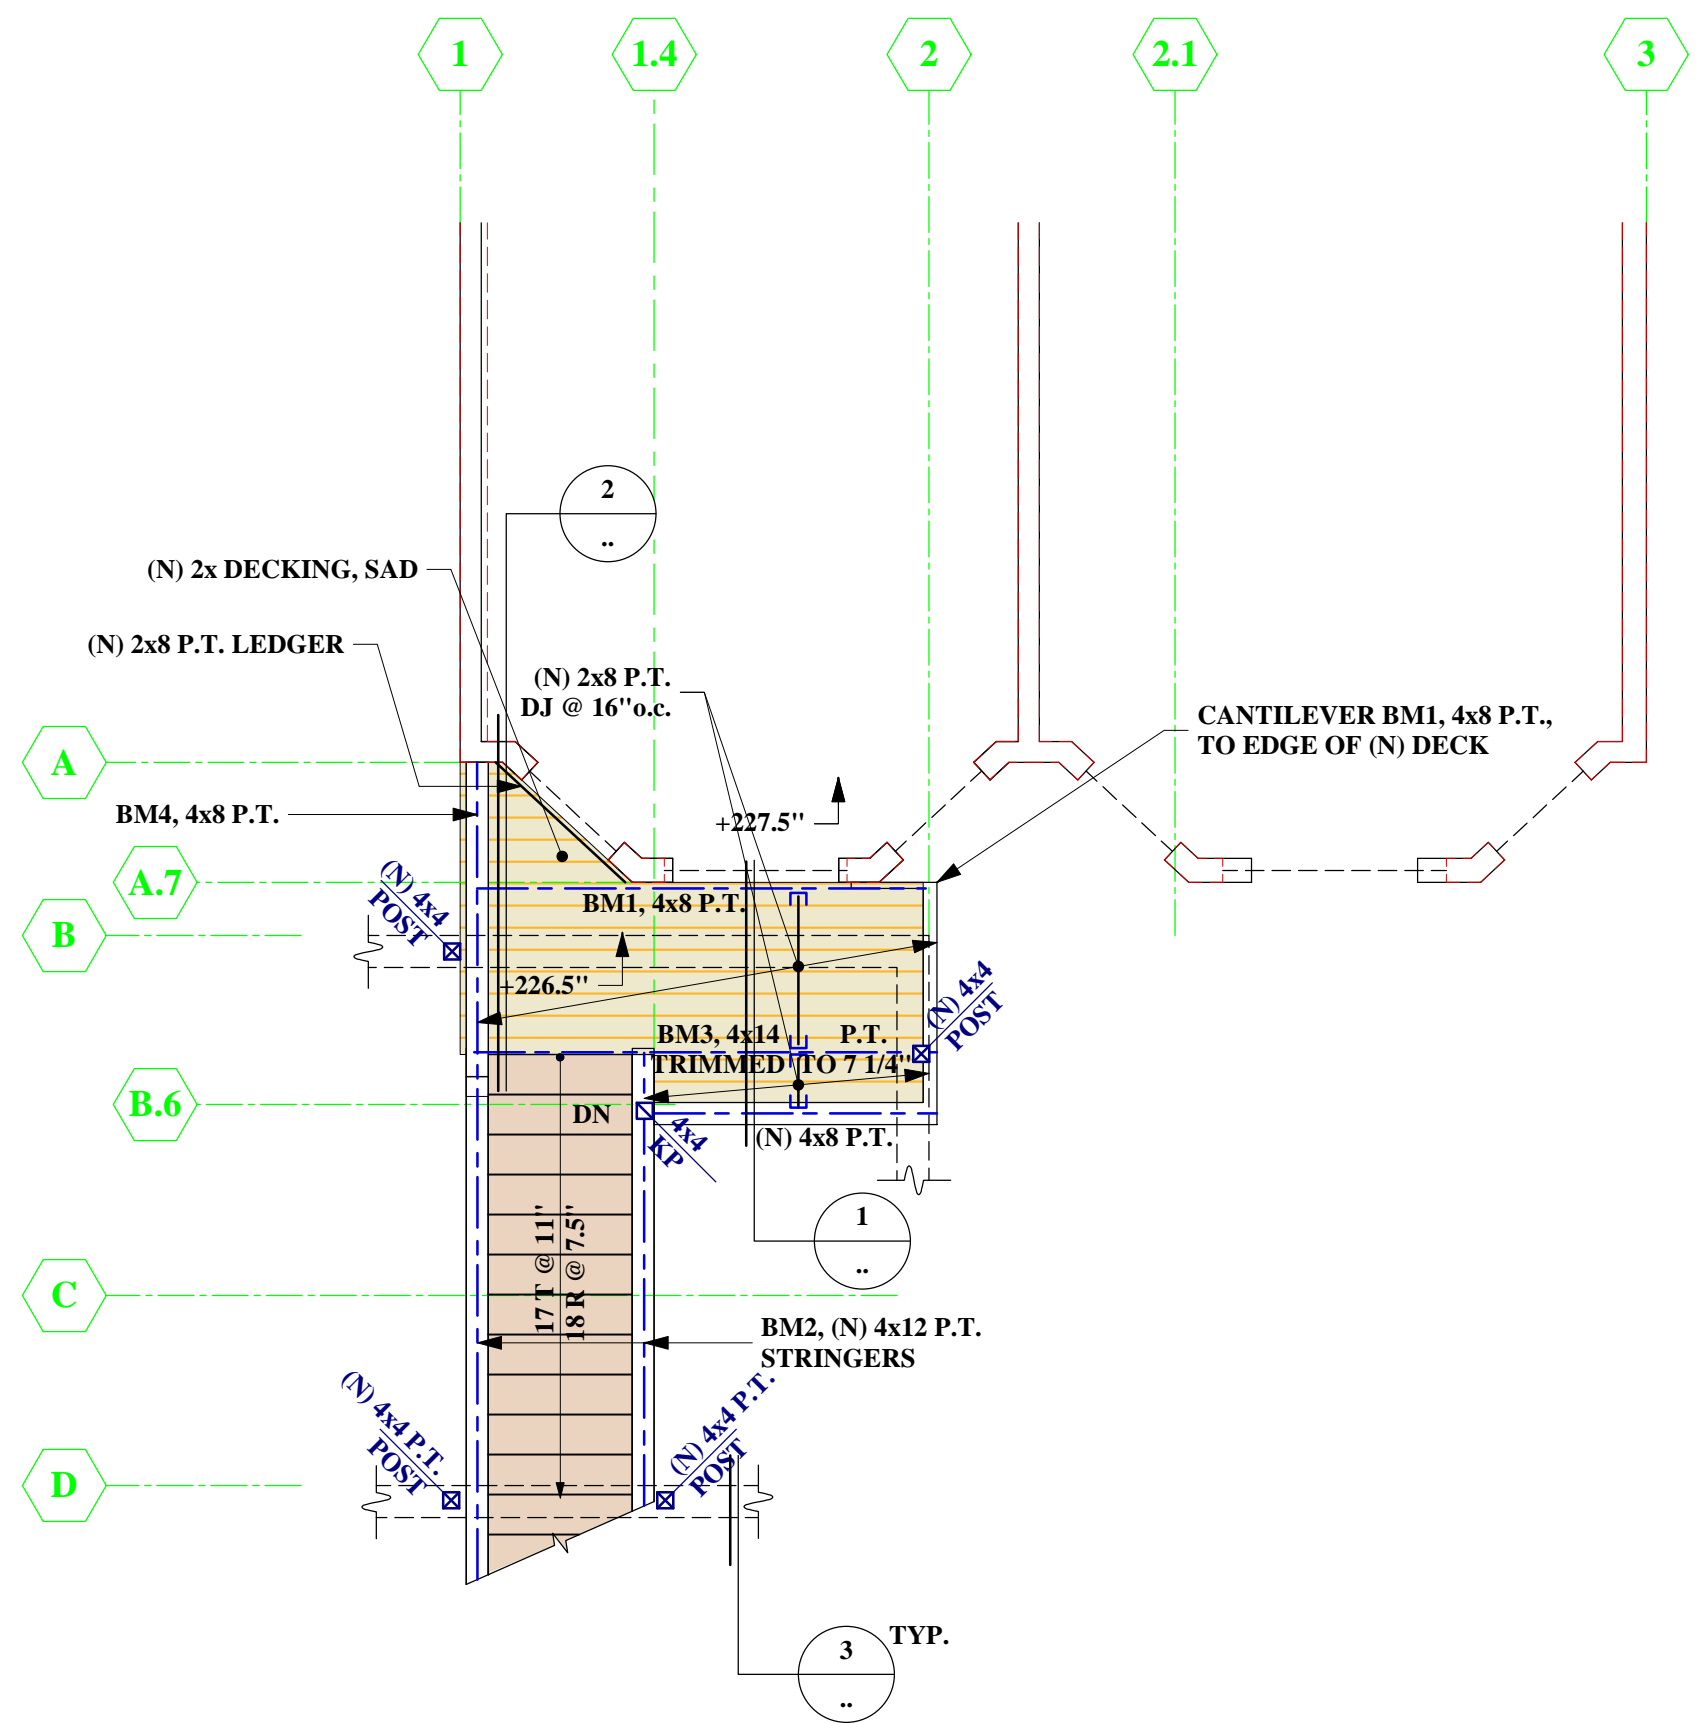 1
1.4
2
2.1
3
2
..
(N) 2x DECKING, SAD
(N) 2x8 P.T. LEDGER
(N) 2x8 P.T.
DJ @ 16"o.c.
CANTILEVER BM1, 4x8 P.T.,
TO EDGE OF (N) DECK
A
BM4, 4x8 P.T.
+227.5"
A.7
(N) 4x4
POST
BM1, 4x8 P.T.
B
+226.5"
(N) 4x4
POST
BM3, 4x14 P.T.
TRIMMED TO 7 1/4"
B.6
DN
4x4
KP
(N) 4x8 P.T.
1
..
17 T @ 11"
18 R @ 7.5"
C
BM2, (N) 4x12 P.T.
STRINGERS
(N) 4x4 P.T.
POST
(N) 4x4 P.T.
POST
D
3
..
TYP.